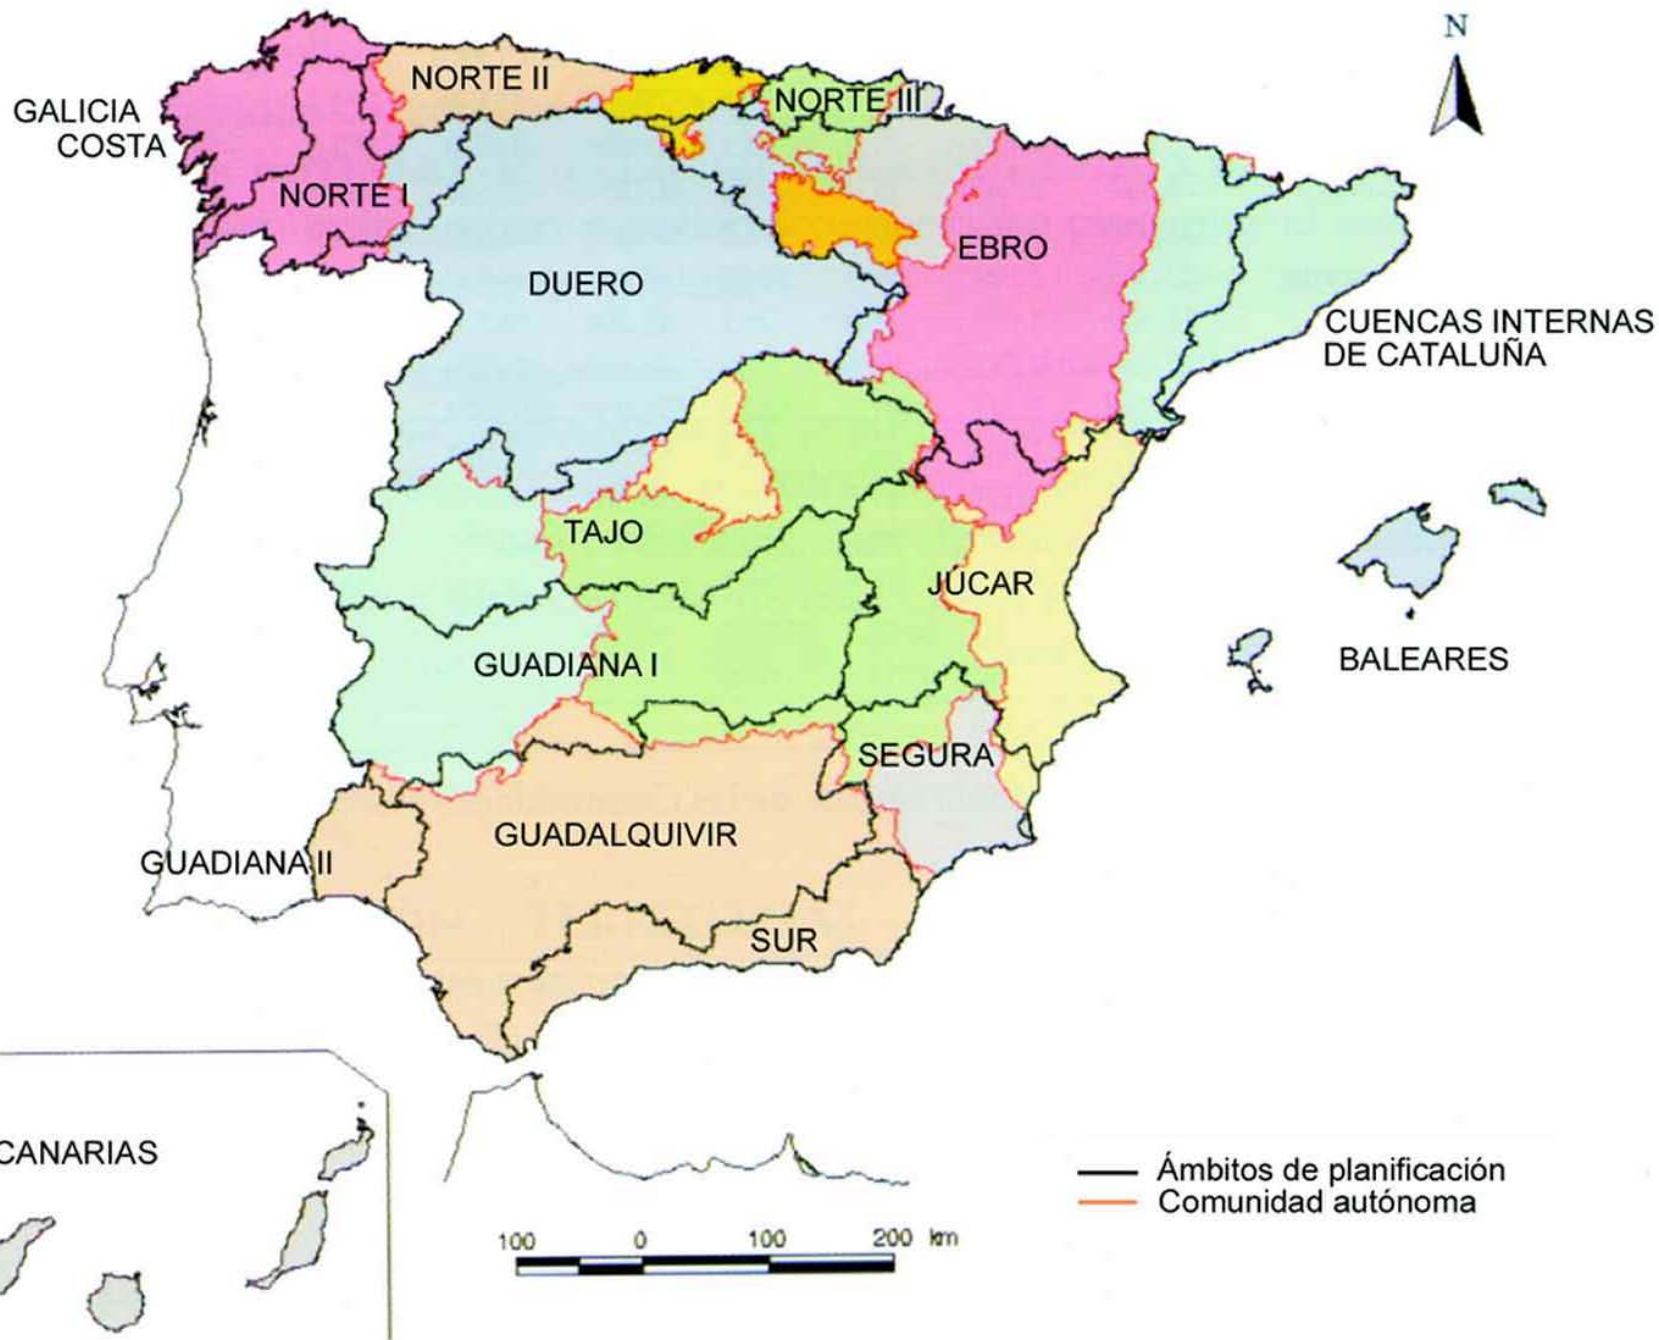 N
NORTE II
NORTE III
GALICIA
COSTA
NORTE I
EBRO
DUERO
CUENCAS INTERNAS
DE CATALUÑA
TAJO
JÚCAR
GUADIANA I
BALEARES
SEGURA
GUADALQUIVIR
GUADIANA II
SUR
CANARIAS
Ámbitos de planificación
Comunidad autónoma
100 0 100 200 km